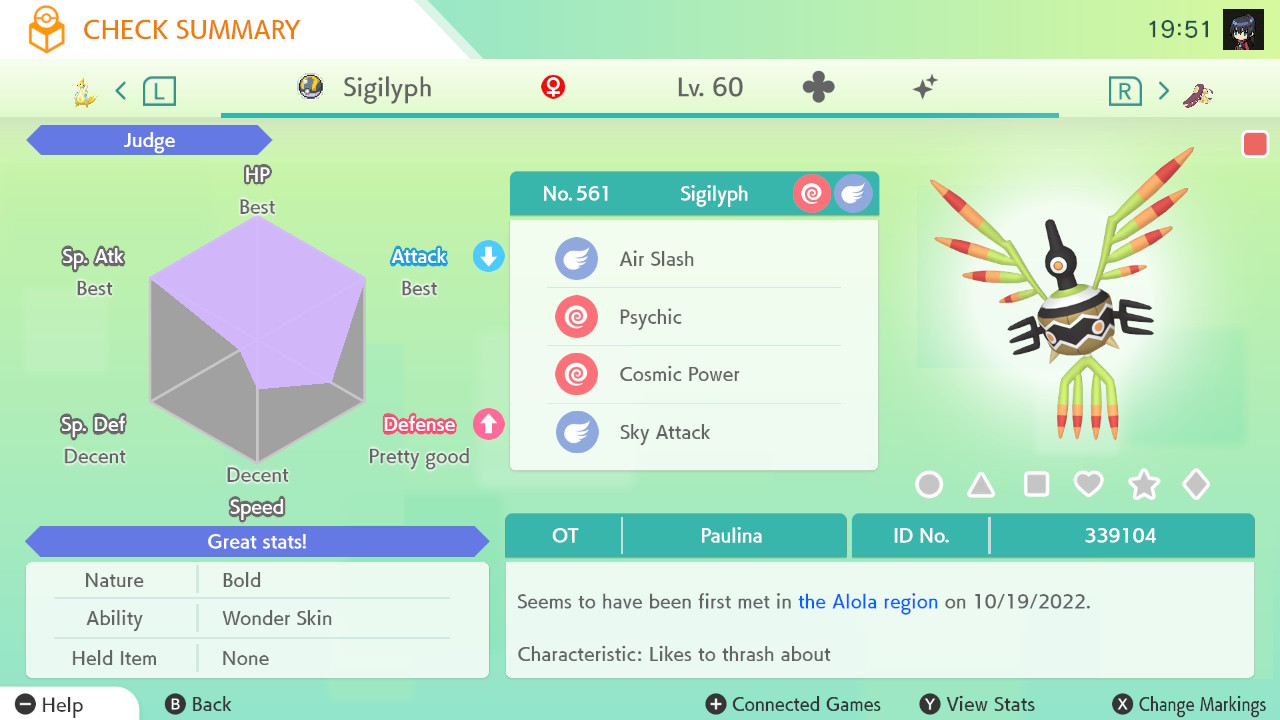 CHECK SUMMARY
19:51
L
Sigilyph
Lv. 60
R
Judge
HP
Best
Sp. Atk
Best
Attack
Best
Sp. Def
Decent
Defense
Pretty good
Decent
Speed
Great stats!
Nature Bold
Ability Wonder Skin
Held Item None
No. 561 Sigilyph
Air Slash
Psychic
Cosmic Power
Sky Attack
OT Paulina ID No. 339104
Seems to have been first met in the Alola region on 10/19/2022.
Characteristic: Likes to thrash about
Help
B Back
Connected Games
Y View Stats
X Change Markings